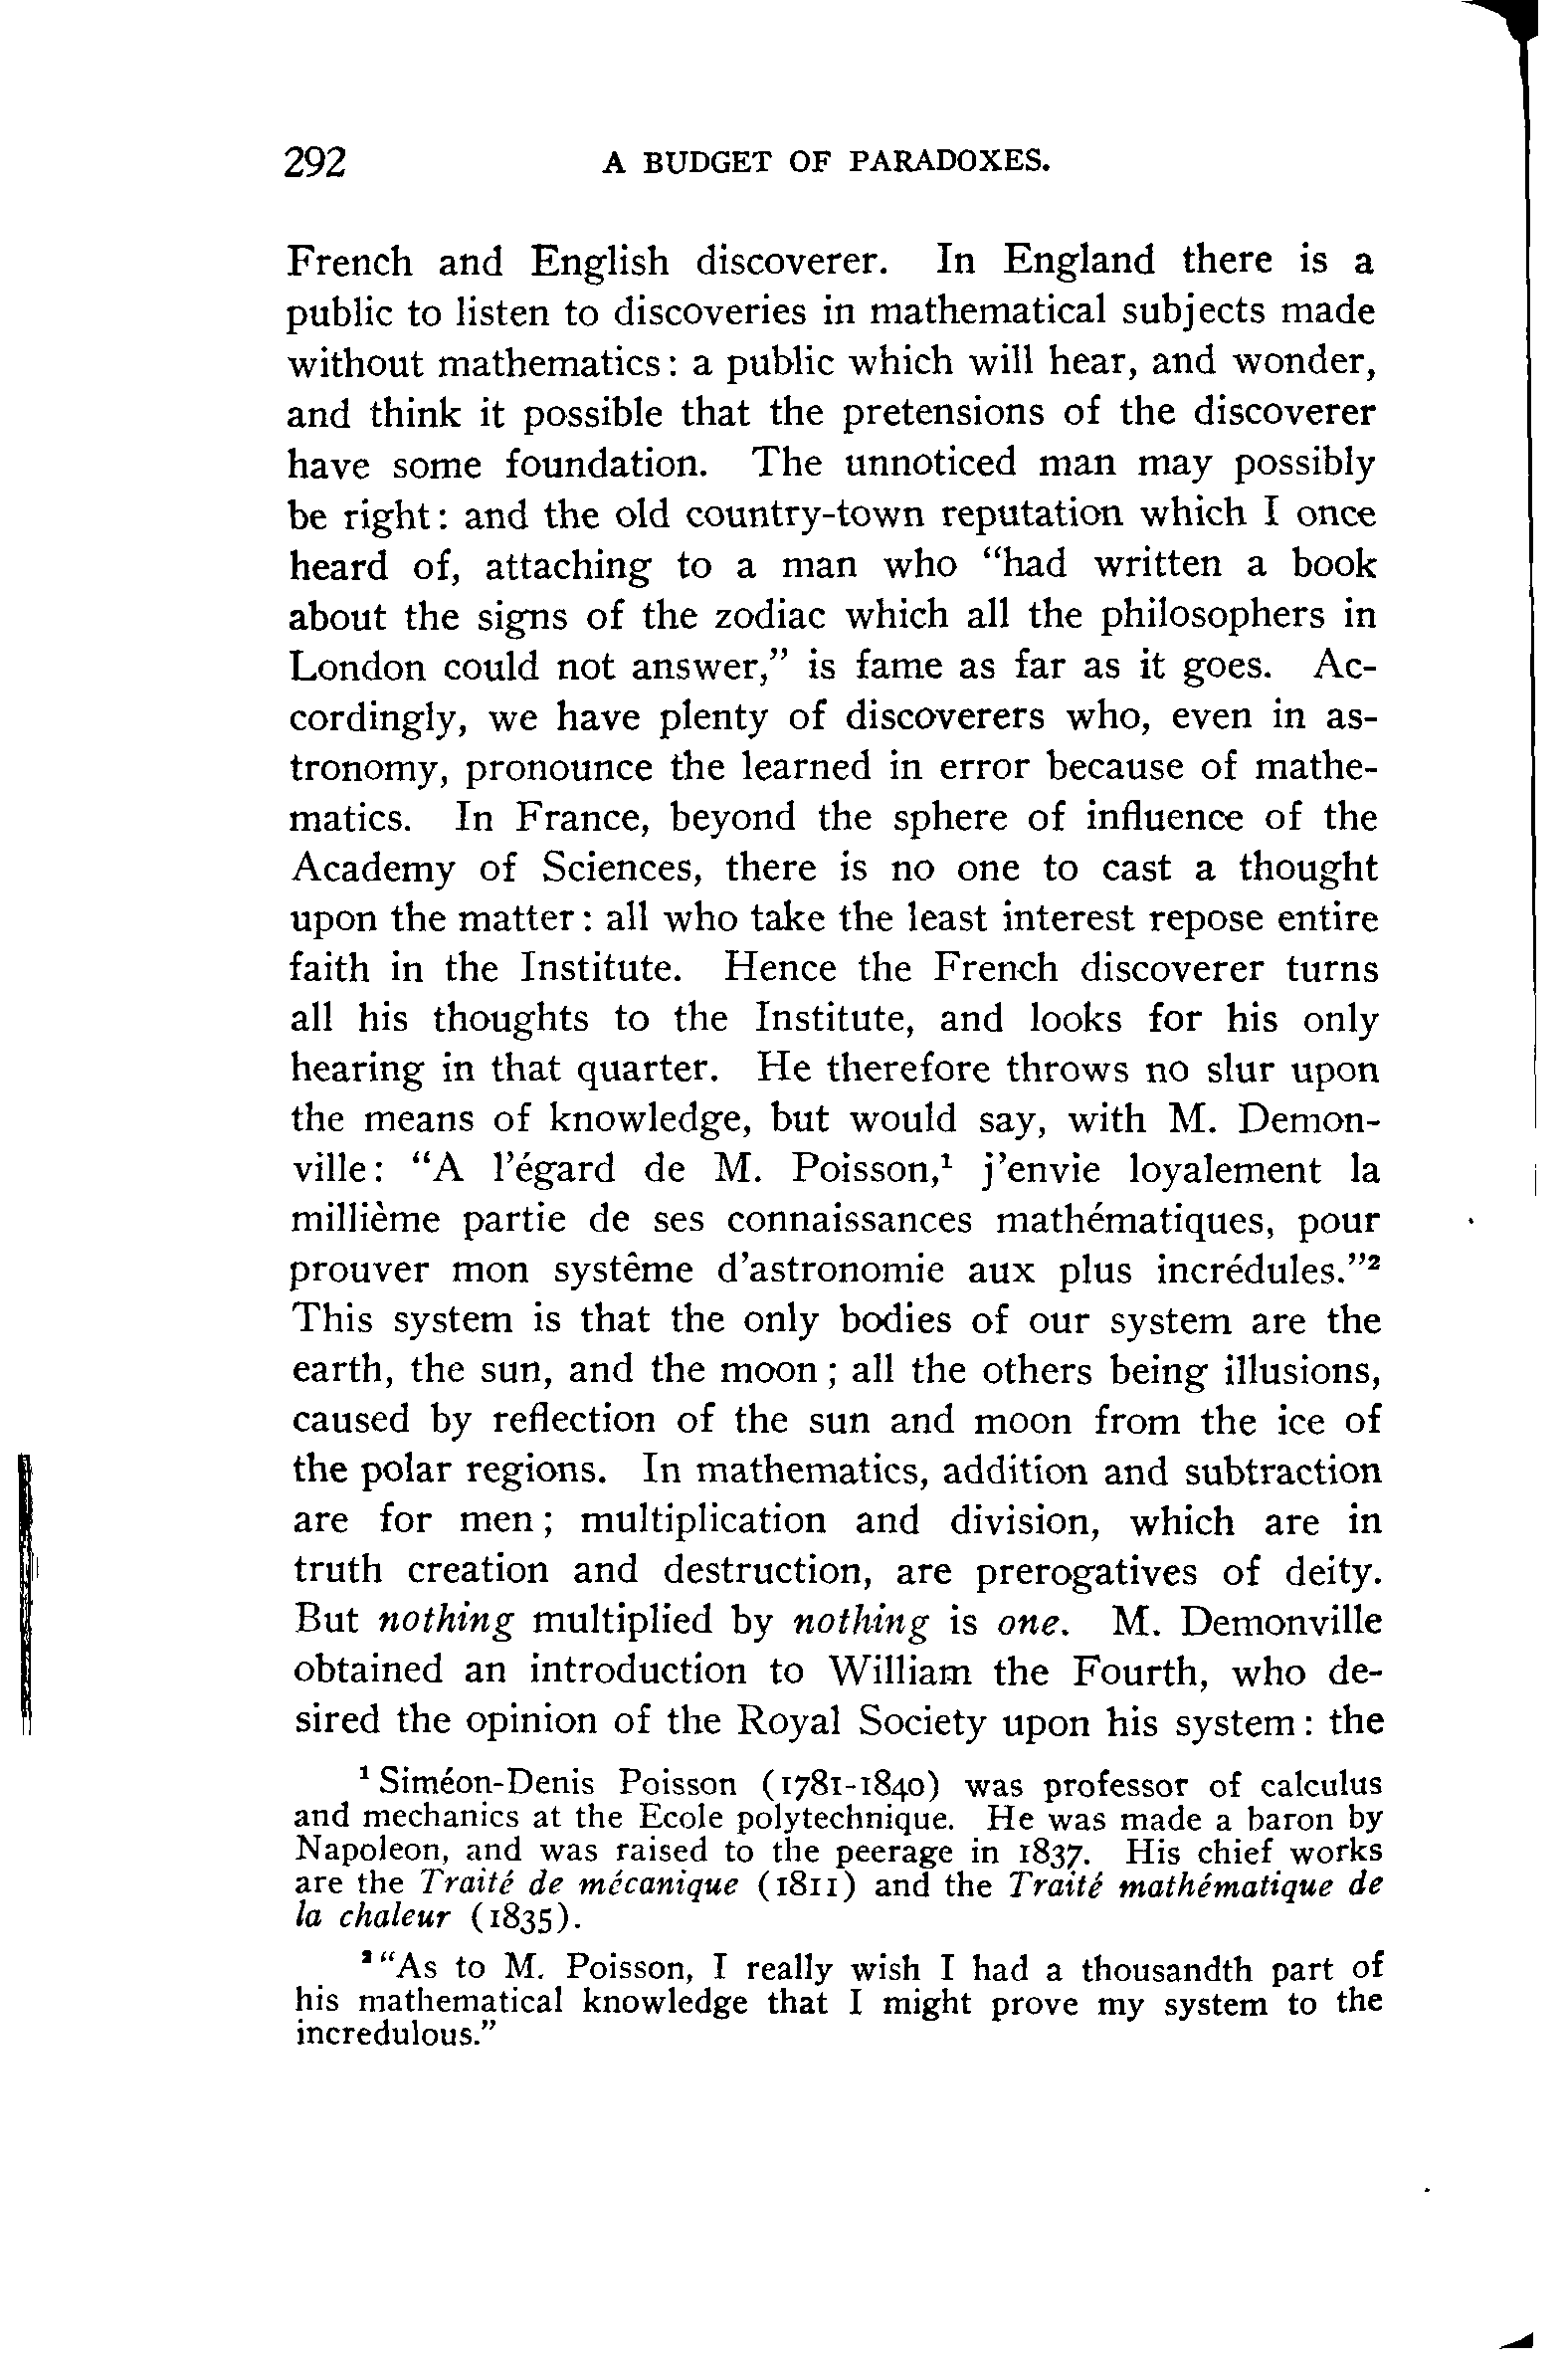 292 A BUDGET OF PARADOXES.
French and English discoverer. In England there is a
public to listen to discoveries in mathematical subjects made
without mathematics: a public which will hear, and wonder,
and think it possible that the pretensions of the discoverer
have some foundation. The unnoticed man may possibly
be right: and the old country-town reputation which I once
heard of, attaching to a man who “had written a book
about the signs of the zodiac which all the philosophers in
London could not answer,” is fame as far as it goes. Ac-
cordingly, we have plenty of discoverers who, even in as-
tronomy, pronounce the learned in error because of mathe-
matics. In France, beyond the sphere of influence of the
Academy of Sciences, there is no one to cast a thought
upon the matter: all who take the least interest repose entire
faith in the Institute. Hence the French discoverer turns
all his thoughts to the Institute, and looks for his only
hearing in that quarter. He therefore throws no slur upon
the means of knowledge, but would say, with M. Demon-
ville: “A l’égard de M. Poisson,¹ j’envie loyalement la
millième partie de ses connaissances mathématiques, pour
prouver mon systême d’astronomie aux plus incrédules.”²
This system is that the only bodies of our system are the
earth, the sun, and the moon; all the others being illusions,
caused by reflection of the sun and moon from the ice of
the polar regions. In mathematics, addition and subtraction
are for men; multiplication and division, which are in
truth creation and destruction, are prerogatives of deity.
But nothing multiplied by nothing is one. M. Demonville
obtained an introduction to William the Fourth, who de-
sired the opinion of the Royal Society upon his system: the
¹ Siméon-Denis Poisson (1781-1840) was professor of calculus
and mechanics at the Ecole polytechnique. He was made a baron by
Napoleon, and was raised to the peerage in 1837. His chief works
are the Traité de mécanique (1811) and the Traité mathématique de
la chaleur (1835).
² “As to M. Poisson, I really wish I had a thousandth part of
his mathematical knowledge that I might prove my system to the
incredulous.”